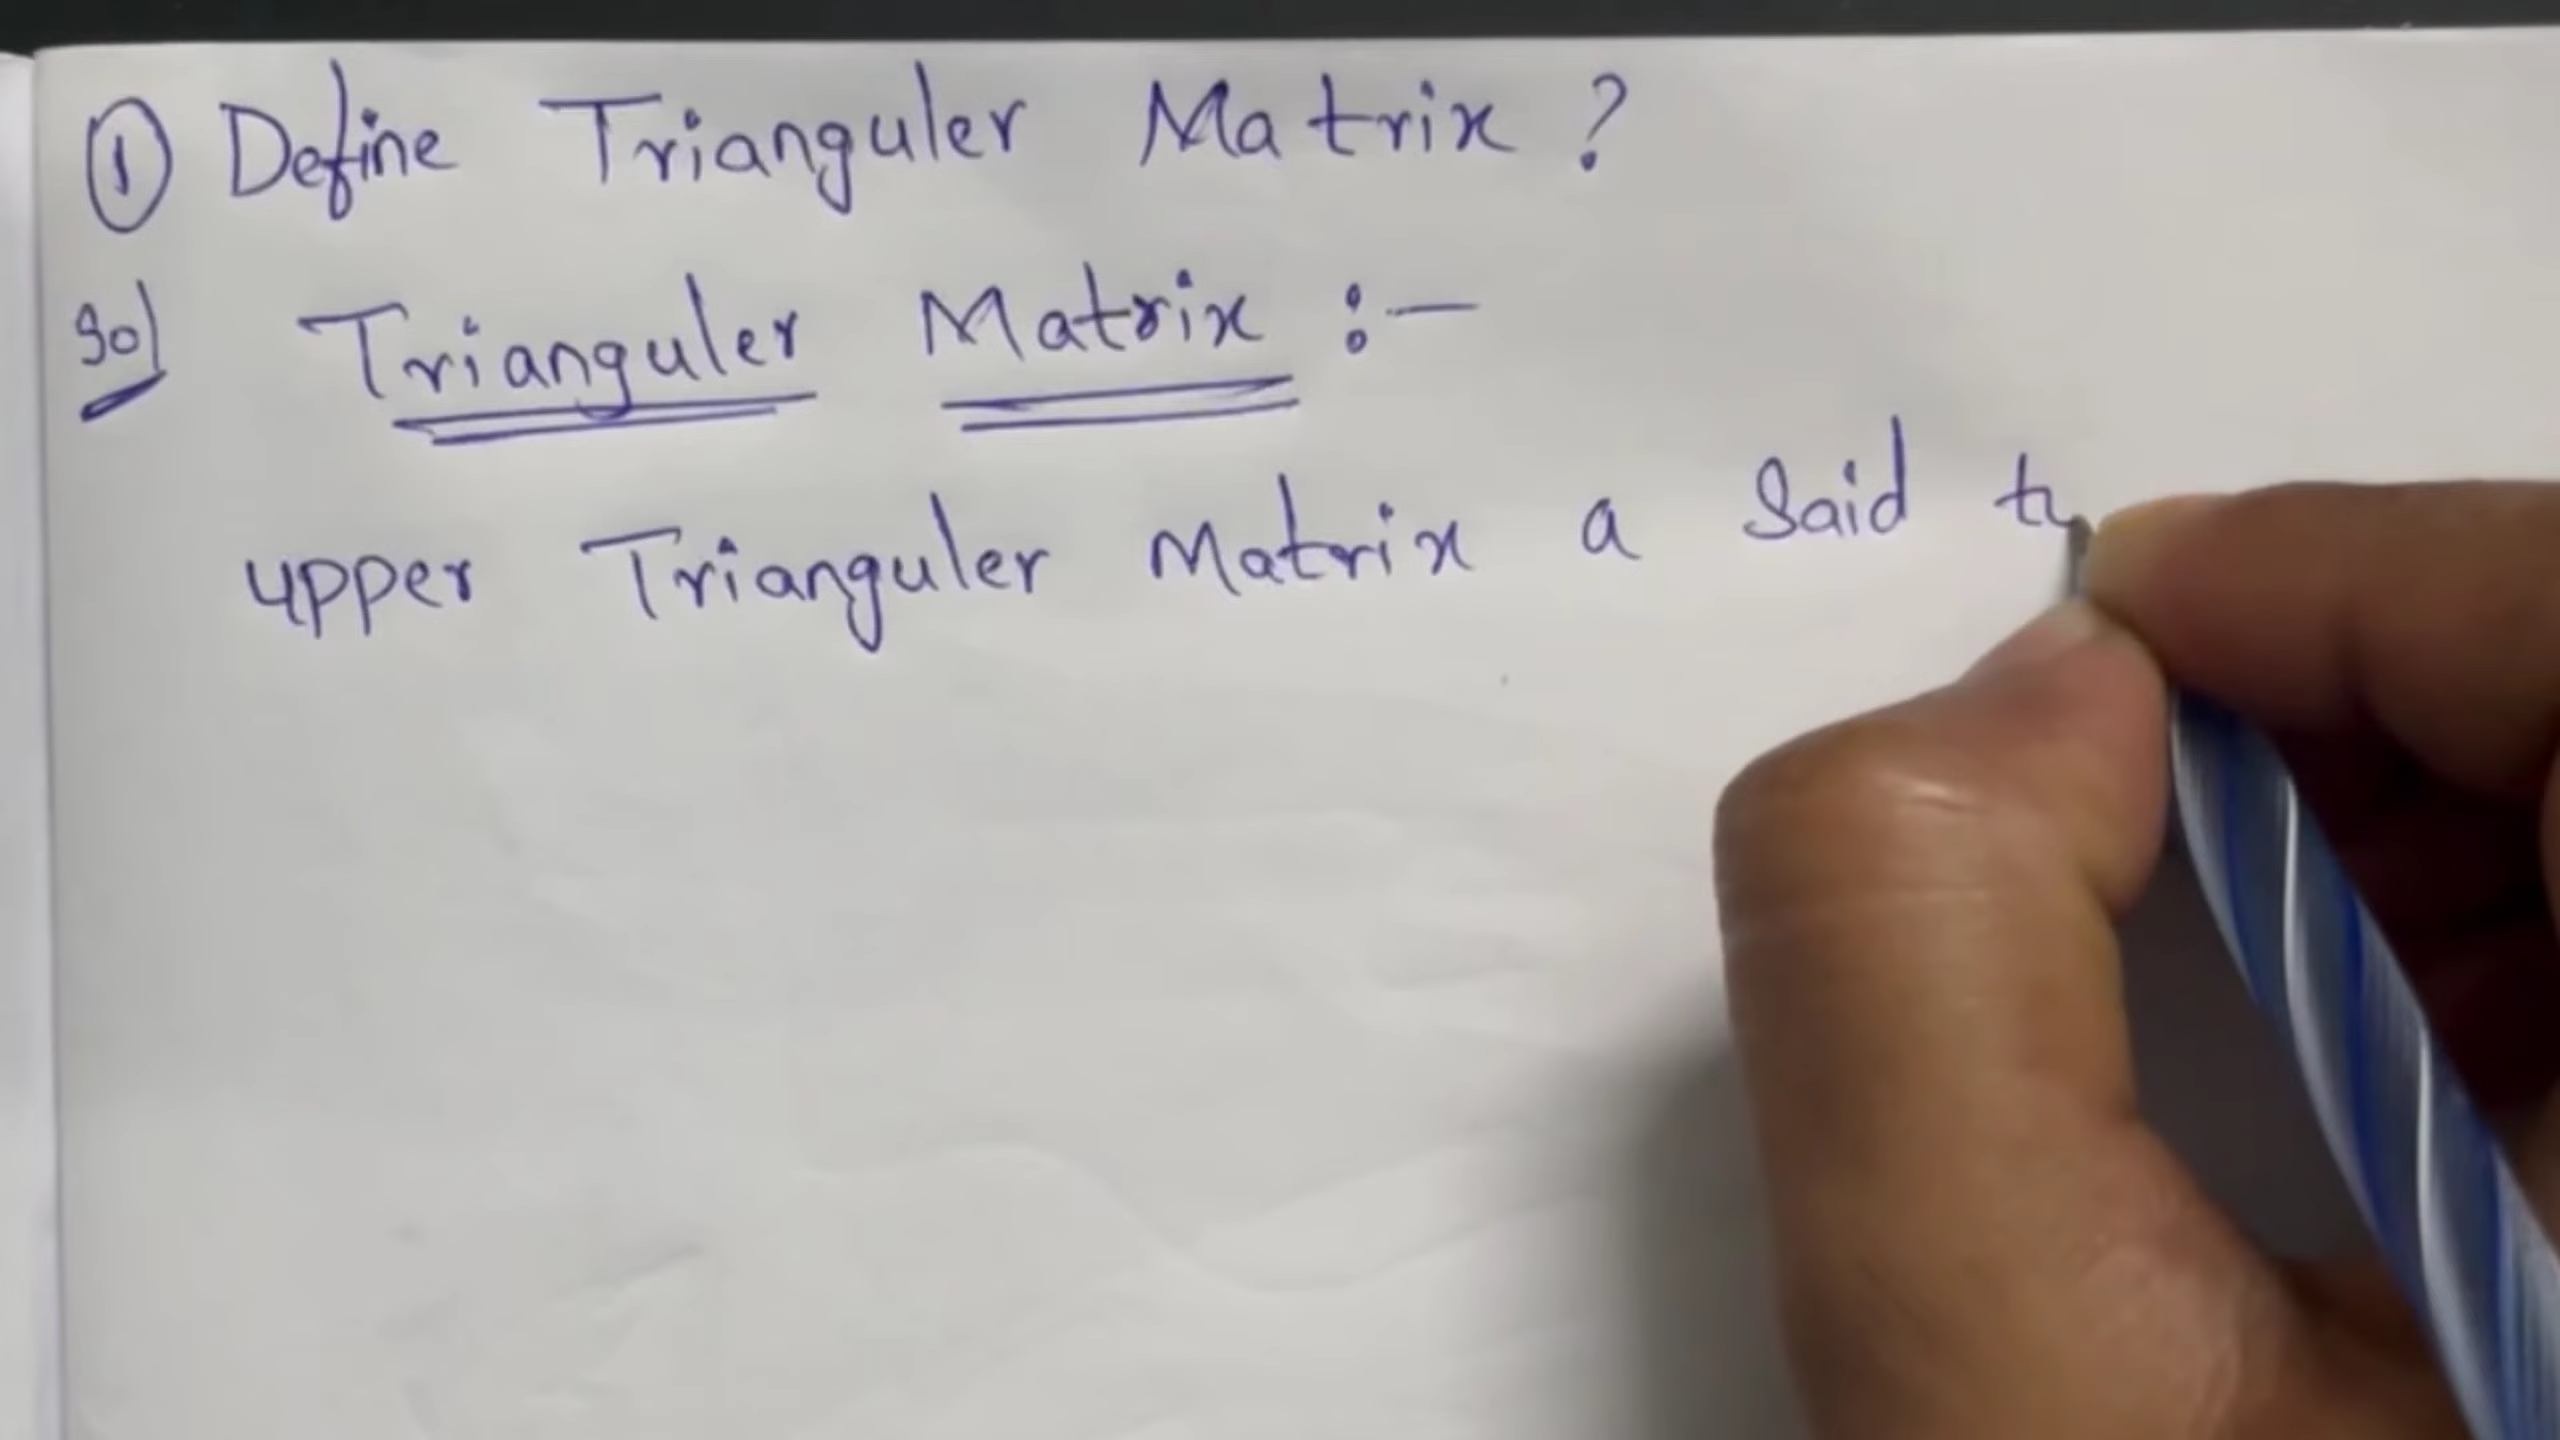 ① Define Trianguler Matrix ?
Sol Trianguler Matrix :-
upper Trianguler Matrix a Said